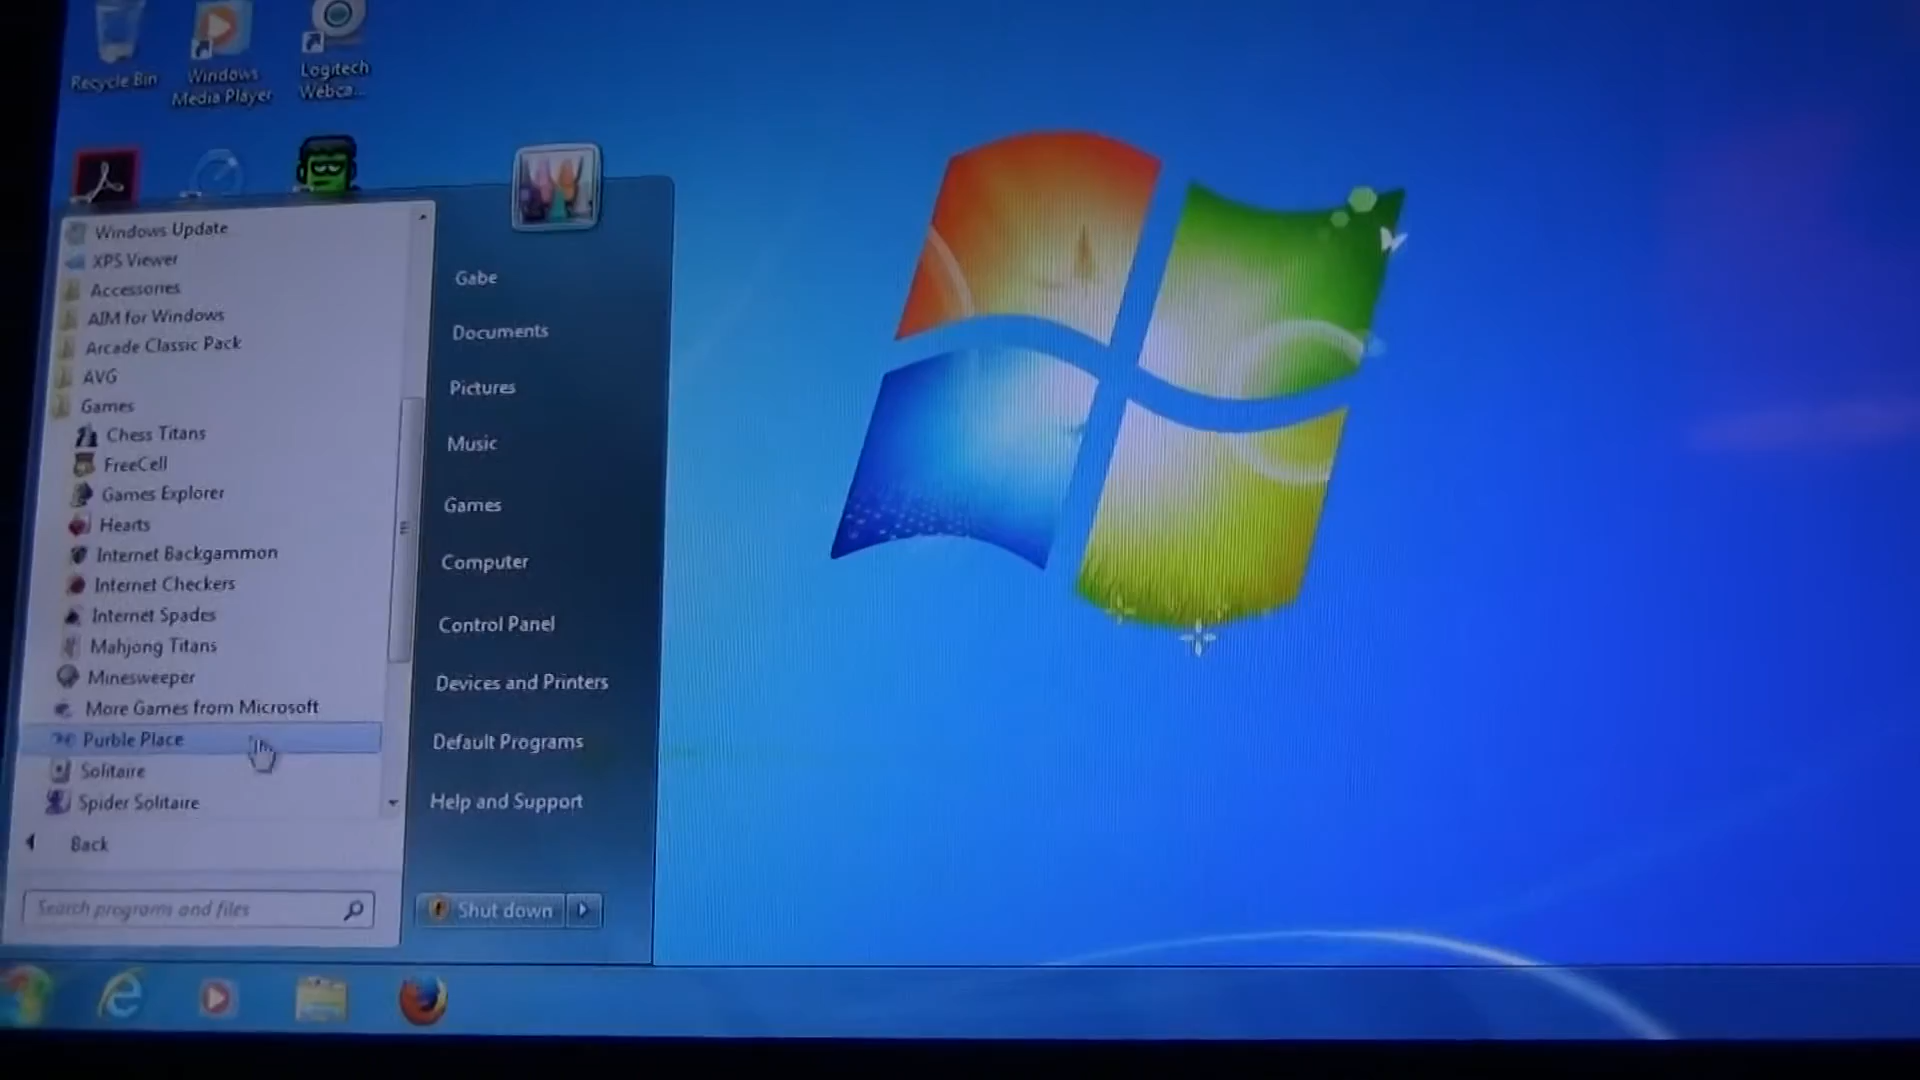 Recycle Bin
Windows
Media Player
Logitech
Webca...
Windows Update
XPS Viewer
Accessories
AIM for Windows
Arcade Classic Pack
AVG
Games
Chess Titans
FreeCell
Games Explorer
Hearts
Internet Backgammon
Internet Checkers
Internet Spades
Mahjong Titans
Minesweeper
More Games from Microsoft
Purble Place
Solitaire
Spider Solitaire
Back
Search programs and files
Gabe
Documents
Pictures
Music
Games
Computer
Control Panel
Devices and Printers
Default Programs
Help and Support
Shut down